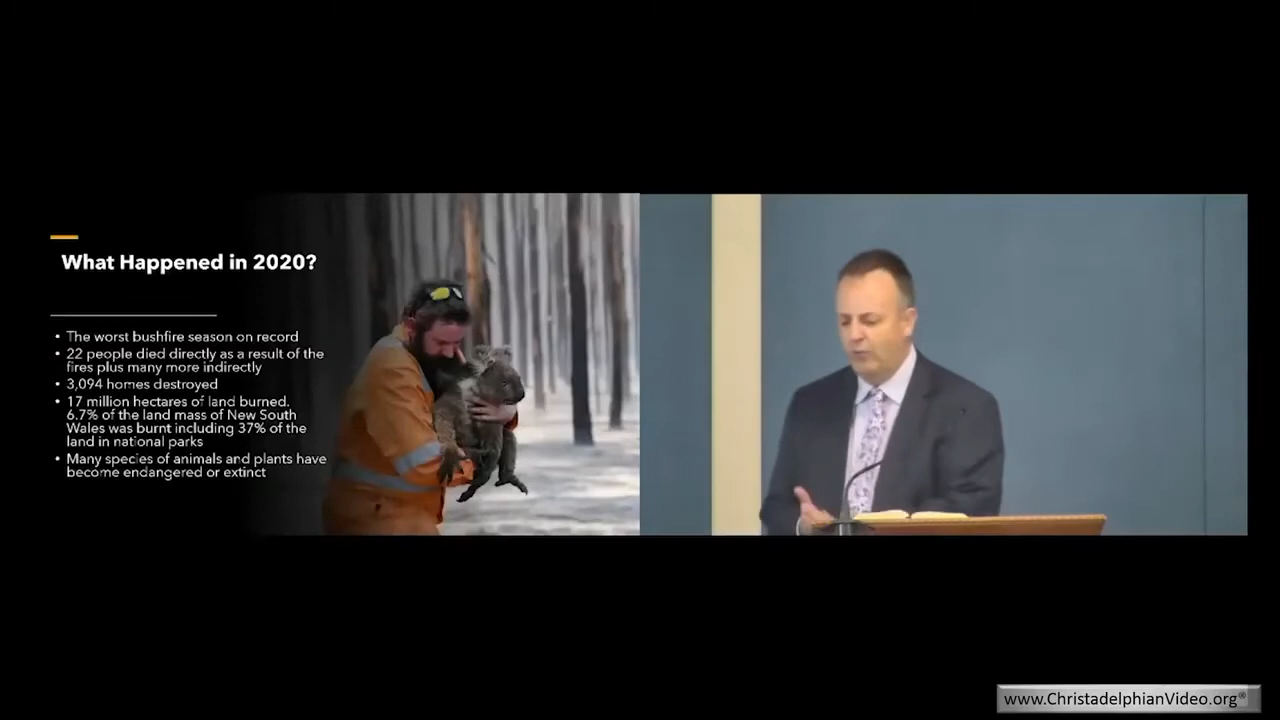 What Happened in 2020?
• The worst bushfire season on record
• 22 people died directly as a result of the
fires plus many more indirectly
• 3,094 homes destroyed
• 17 million hectares of land burned.
6.7% of the land mass of New South
Wales was burnt including 37% of the
land in national parks
• Many species of animals and plants have
become endangered or extinct
www.ChristadelphianVideo.org®